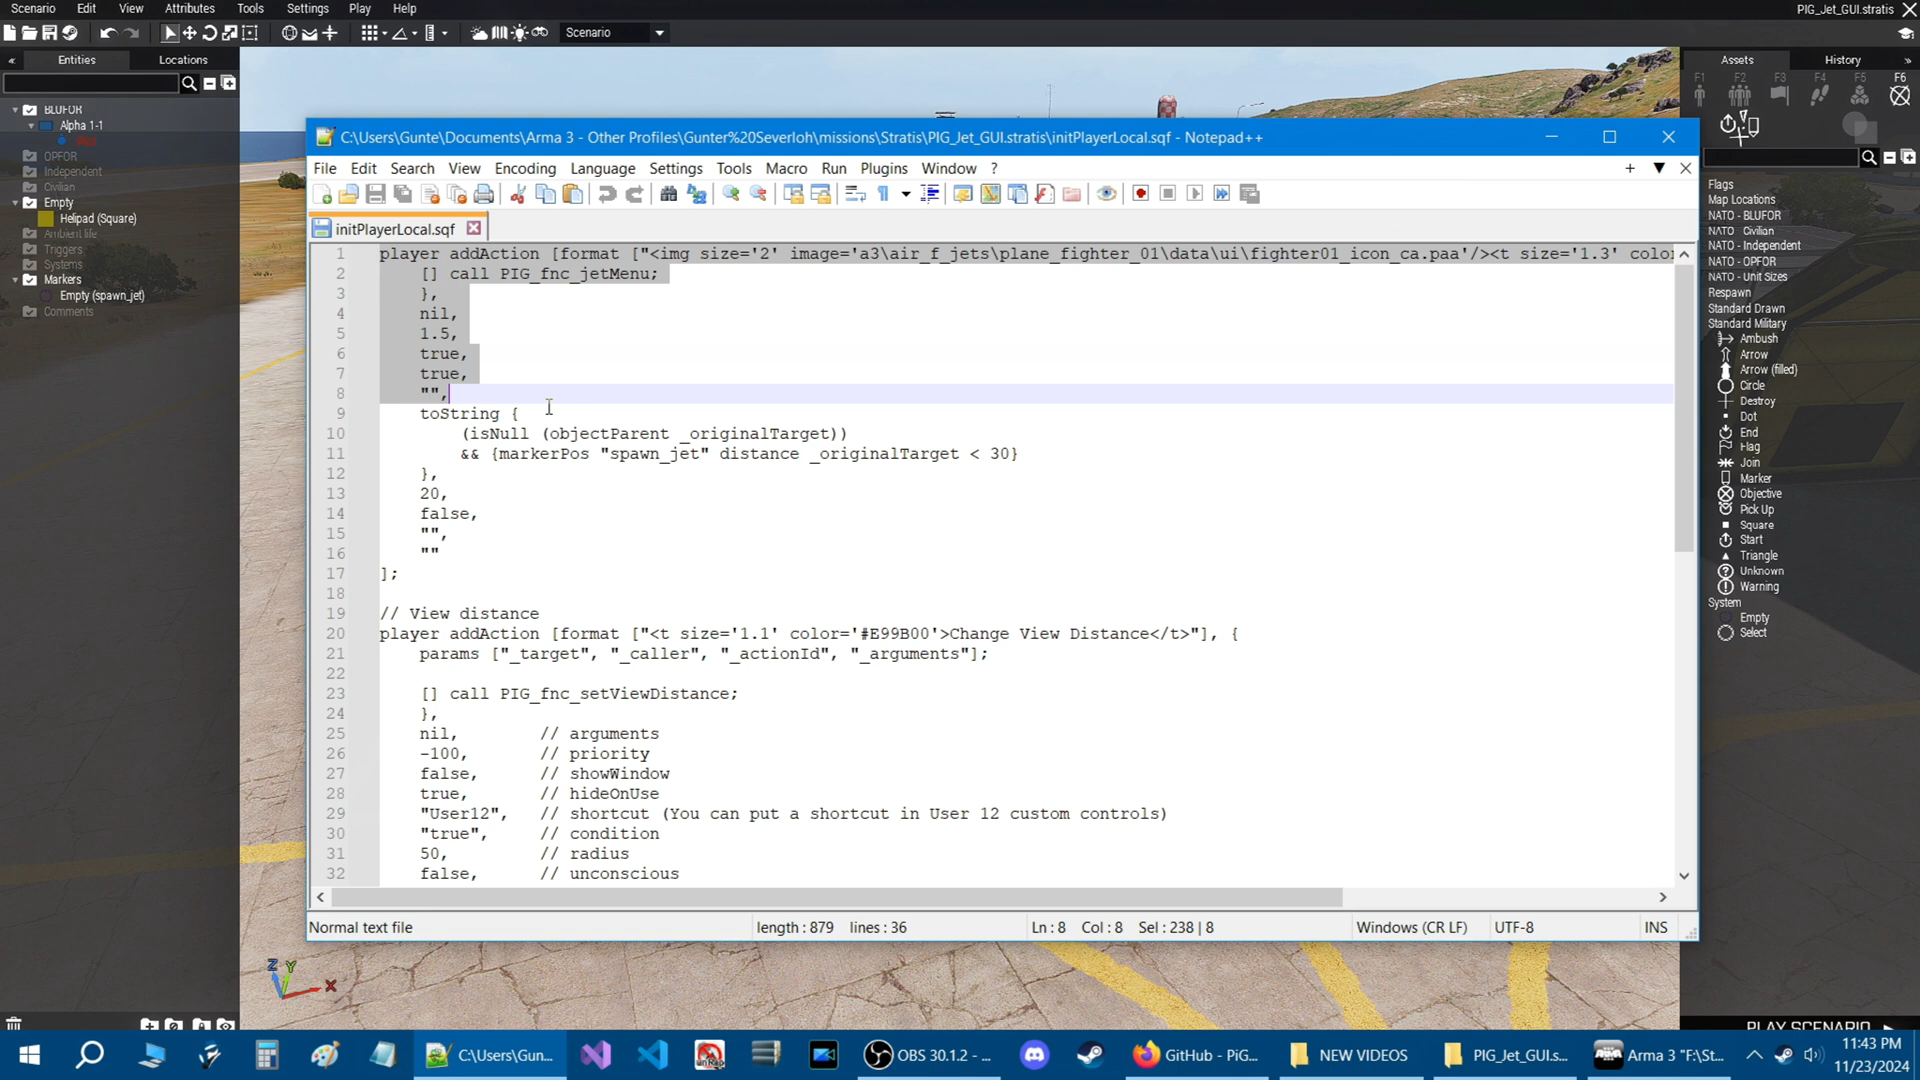 Scenario Edit View Attributes Tools Settings Play Help
PIG_Jet_GUI.stratis
Scenario
Entities Locations
BLUFOR
Alpha 1-1
OPFOR
Independent
Civilian
Empty
Helipad (Square)
Ambient life
Triggers
Systems
Markers
Empty (spawn_jet)
Comments
C:\Users\Gunte\Documents\Arma 3 - Other Profiles\Gunter%20Severloh\missions\Stratis\PIG_Jet_GUI.stratis\initPlayerLocal.sqf - Notepad++
File Edit Search View Encoding Language Settings Tools Macro Run Plugins Window ?
initPlayerLocal.sqf
1 player addAction [format ["<img size='2' image='a3\air_f_jets\plane_fighter_01\data\ui\fighter01_icon_ca.paa'/><t size='1.3' color
2 [] call PIG_fnc_jetMenu;
3 },
4 nil,
5 1.5,
6 true,
7 true,
8 "",
9 toString {
10 (isNull (objectParent _originalTarget))
11 && {markerPos "spawn_jet" distance _originalTarget < 30}
12 },
13 20,
14 false,
15 "",
16 ""
17 ];
18
19 // View distance
20 player addAction [format ["<t size='1.1' color='#E99B00'>Change View Distance</t>"], {
21 params ["_target", "_caller", "_actionId", "_arguments"];
22
23 [] call PIG_fnc_setViewDistance;
24 },
25 nil, // arguments
26 -100, // priority
27 false, // showWindow
28 true, // hideOnUse
29 "User12", // shortcut (You can put a shortcut in User 12 custom controls)
30 "true", // condition
31 50, // radius
32 false, // unconscious
Normal text file length : 879 lines : 36 Ln : 8 Col : 8 Sel : 238 | 8 Windows (CR LF) UTF-8 INS
Assets History
F1 F2 F3 F4 F5 F6
Flags
Map Locations
NATO - BLUFOR
NATO - Civilian
NATO - Independent
NATO - OPFOR
NATO - Unit Sizes
Respawn
Standard Drawn
Standard Military
Ambush
Arrow
Arrow (filled)
Circle
Destroy
Dot
End
Flag
Join
Marker
Objective
Pick Up
Square
Start
Triangle
Unknown
Warning
System
Empty
Select
Z Y X
PLAY SCENARIO
C:\Users\Gun... OBS 30.1.2 - ... GitHub - PiG... NEW VIDEOS PIG_Jet_GUI.s... Arma 3 "F:\St...
11:43 PM
11/23/2024